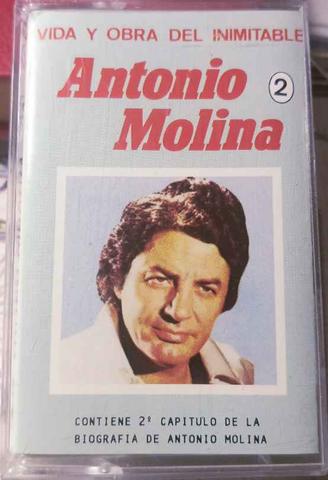 VIDA Y OBRA DEL INIMITABLE
Antonio
Molina
2
CONTIENE 2º CAPITULO DE LA
BIOGRAFIA DE ANTONIO MOLINA